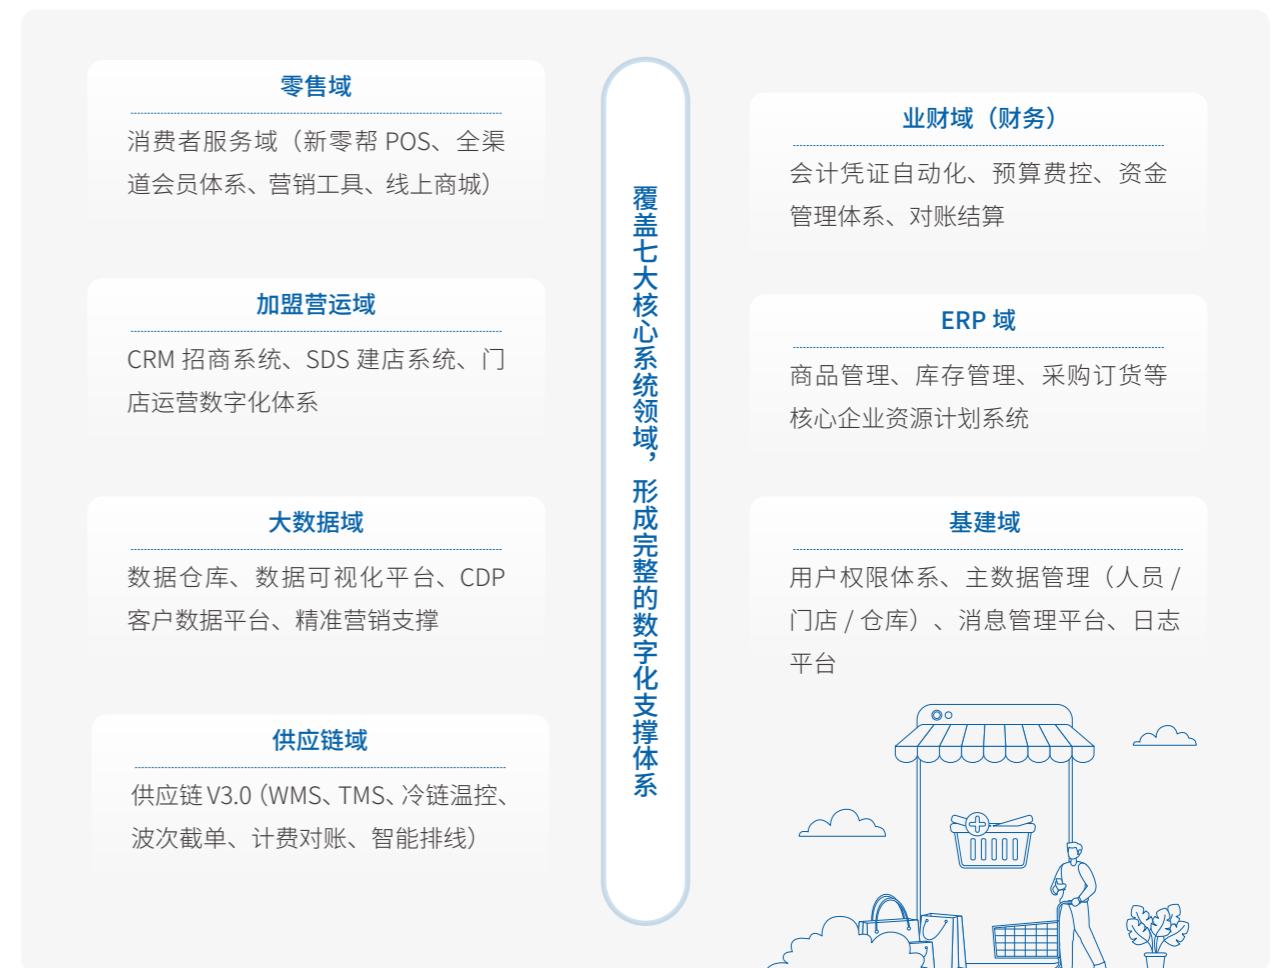 零售域
消费者服务域（新零帮 POS、全渠
道会员体系、营销工具、线上商城）
加盟营运域
CRM 招商系统、SDS 建店系统、门
店运营数字化体系
大数据域
数据仓库、数据可视化平台、CDP
客户数据平台、精准营销支撑
供应链域
供应链 V3.0（WMS、TMS、冷链温控、
波次截单、计费对账、智能排线）
覆盖七大核心系统领域，形成完整的数字化支撑体系
业财域（财务）
会计凭证自动化、预算费控、资金
管理体系、对账结算
ERP 域
商品管理、库存管理、采购订货等
核心企业资源计划系统
基建域
用户权限体系、主数据管理（人员 /
门店 / 仓库）、消息管理平台、日志
平台